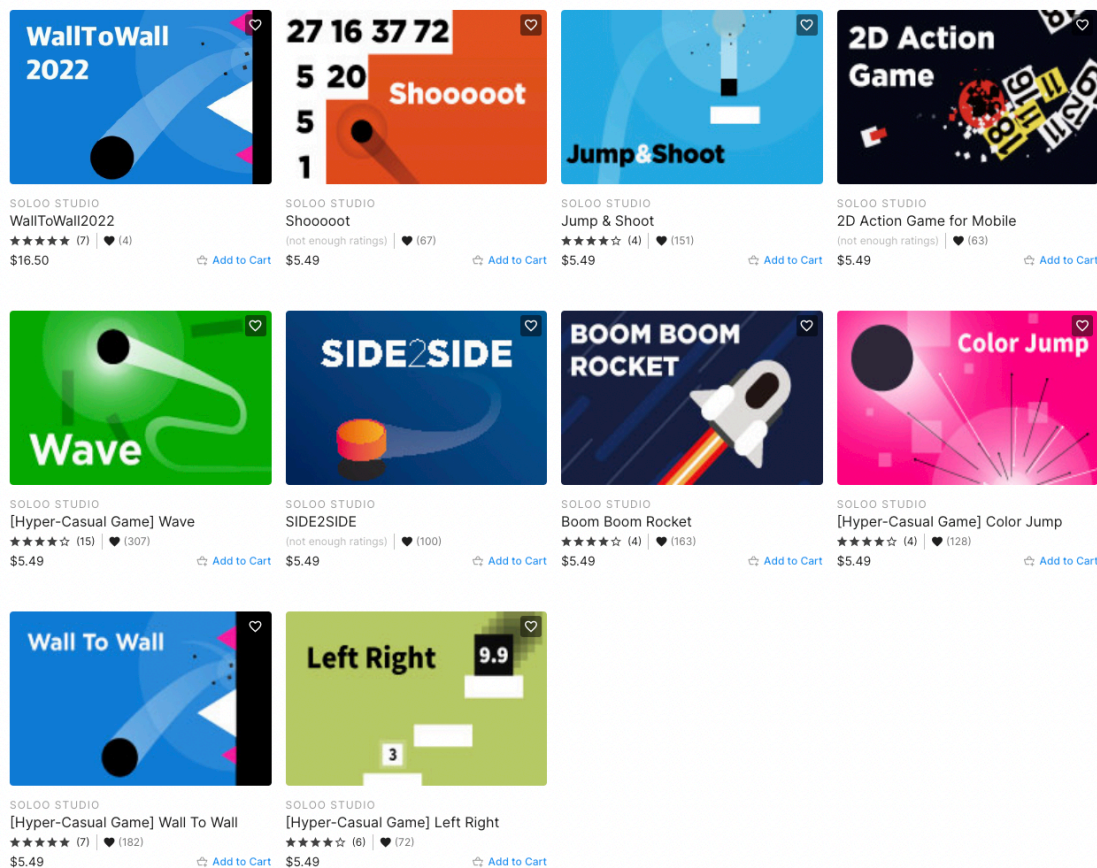 WallToWall
2022
27 16 37 72
5 20
Shooooot
5
1
Jump&Shoot
2D Action
Game
SOLOO STUDIO
WallToWall2022
(7) (4)
$16.50 Add to Cart
SOLOO STUDIO
Shooooot
(not enough ratings) (67)
$5.49 Add to Cart
SOLOO STUDIO
Jump & Shoot
(4) (151)
$5.49 Add to Cart
SOLOO STUDIO
2D Action Game for Mobile
(not enough ratings) (63)
$5.49 Add to Cart
Wave
SIDE2SIDE
BOOM BOOM
ROCKET
Color Jump
SOLOO STUDIO
[Hyper-Casual Game] Wave
(15) (307)
$5.49 Add to Cart
SOLOO STUDIO
SIDE2SIDE
(not enough ratings) (100)
$5.49 Add to Cart
SOLOO STUDIO
Boom Boom Rocket
(4) (163)
$5.49 Add to Cart
SOLOO STUDIO
[Hyper-Casual Game] Color Jump
(4) (128)
$5.49 Add to Cart
Wall To Wall
Left Right
9.9
3
SOLOO STUDIO
[Hyper-Casual Game] Wall To Wall
(7) (182)
$5.49 Add to Cart
SOLOO STUDIO
[Hyper-Casual Game] Left Right
(6) (72)
$5.49 Add to Cart